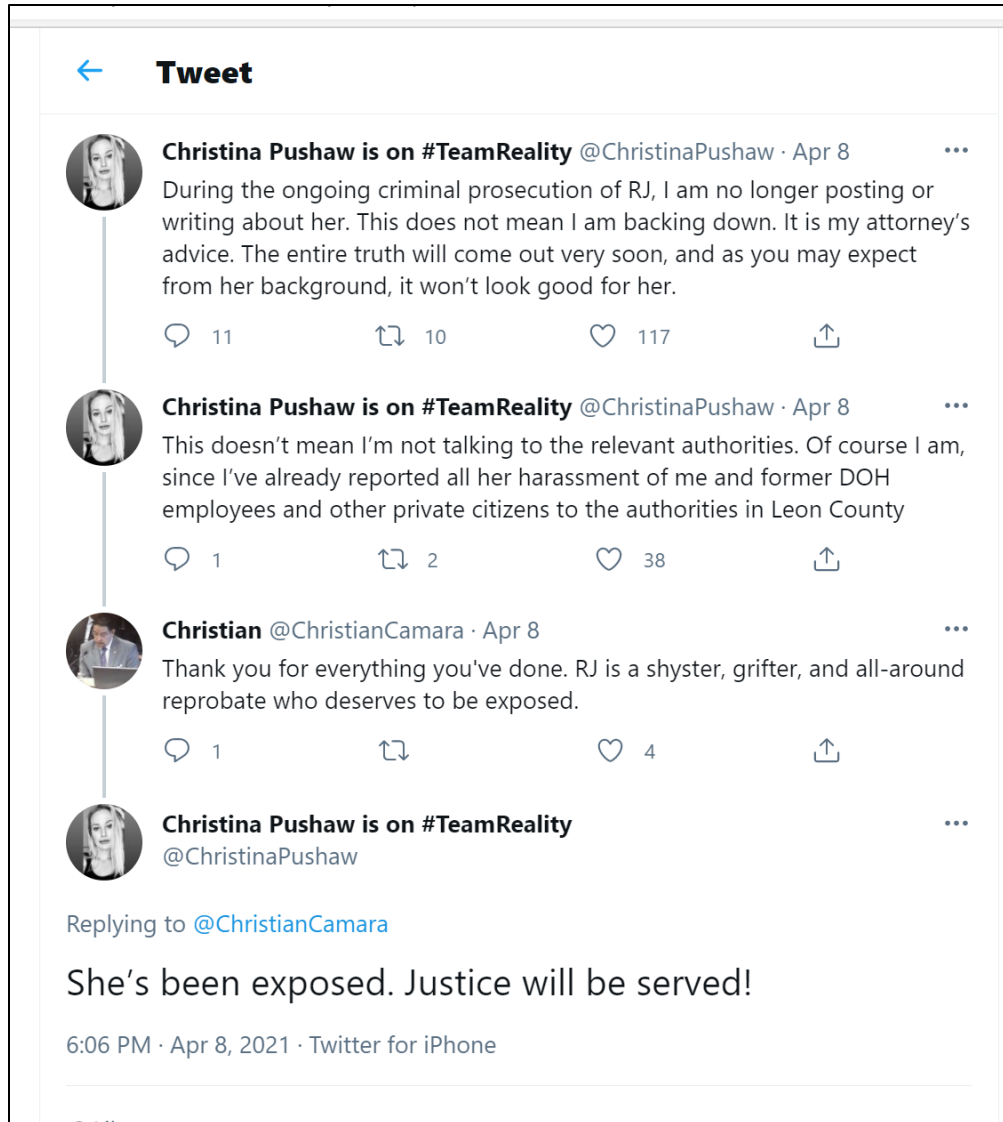 Tweet
Christina Pushaw is on #TeamReality @ChristinaPushaw · Apr 8
During the ongoing criminal prosecution of RJ, I am no longer posting or
writing about her. This does not mean I am backing down. It is my attorney’s
advice. The entire truth will come out very soon, and as you may expect
from her background, it won’t look good for her.
11 10 117
Christina Pushaw is on #TeamReality @ChristinaPushaw · Apr 8
This doesn’t mean I’m not talking to the relevant authorities. Of course I am,
since I’ve already reported all her harassment of me and former DOH
employees and other private citizens to the authorities in Leon County
1 2 38
Christian @ChristianCamara · Apr 8
Thank you for everything you've done. RJ is a shyster, grifter, and all-around
reprobate who deserves to be exposed.
1 4
Christina Pushaw is on #TeamReality
@ChristinaPushaw
Replying to @ChristianCamara
She’s been exposed. Justice will be served!
6:06 PM · Apr 8, 2021 · Twitter for iPhone